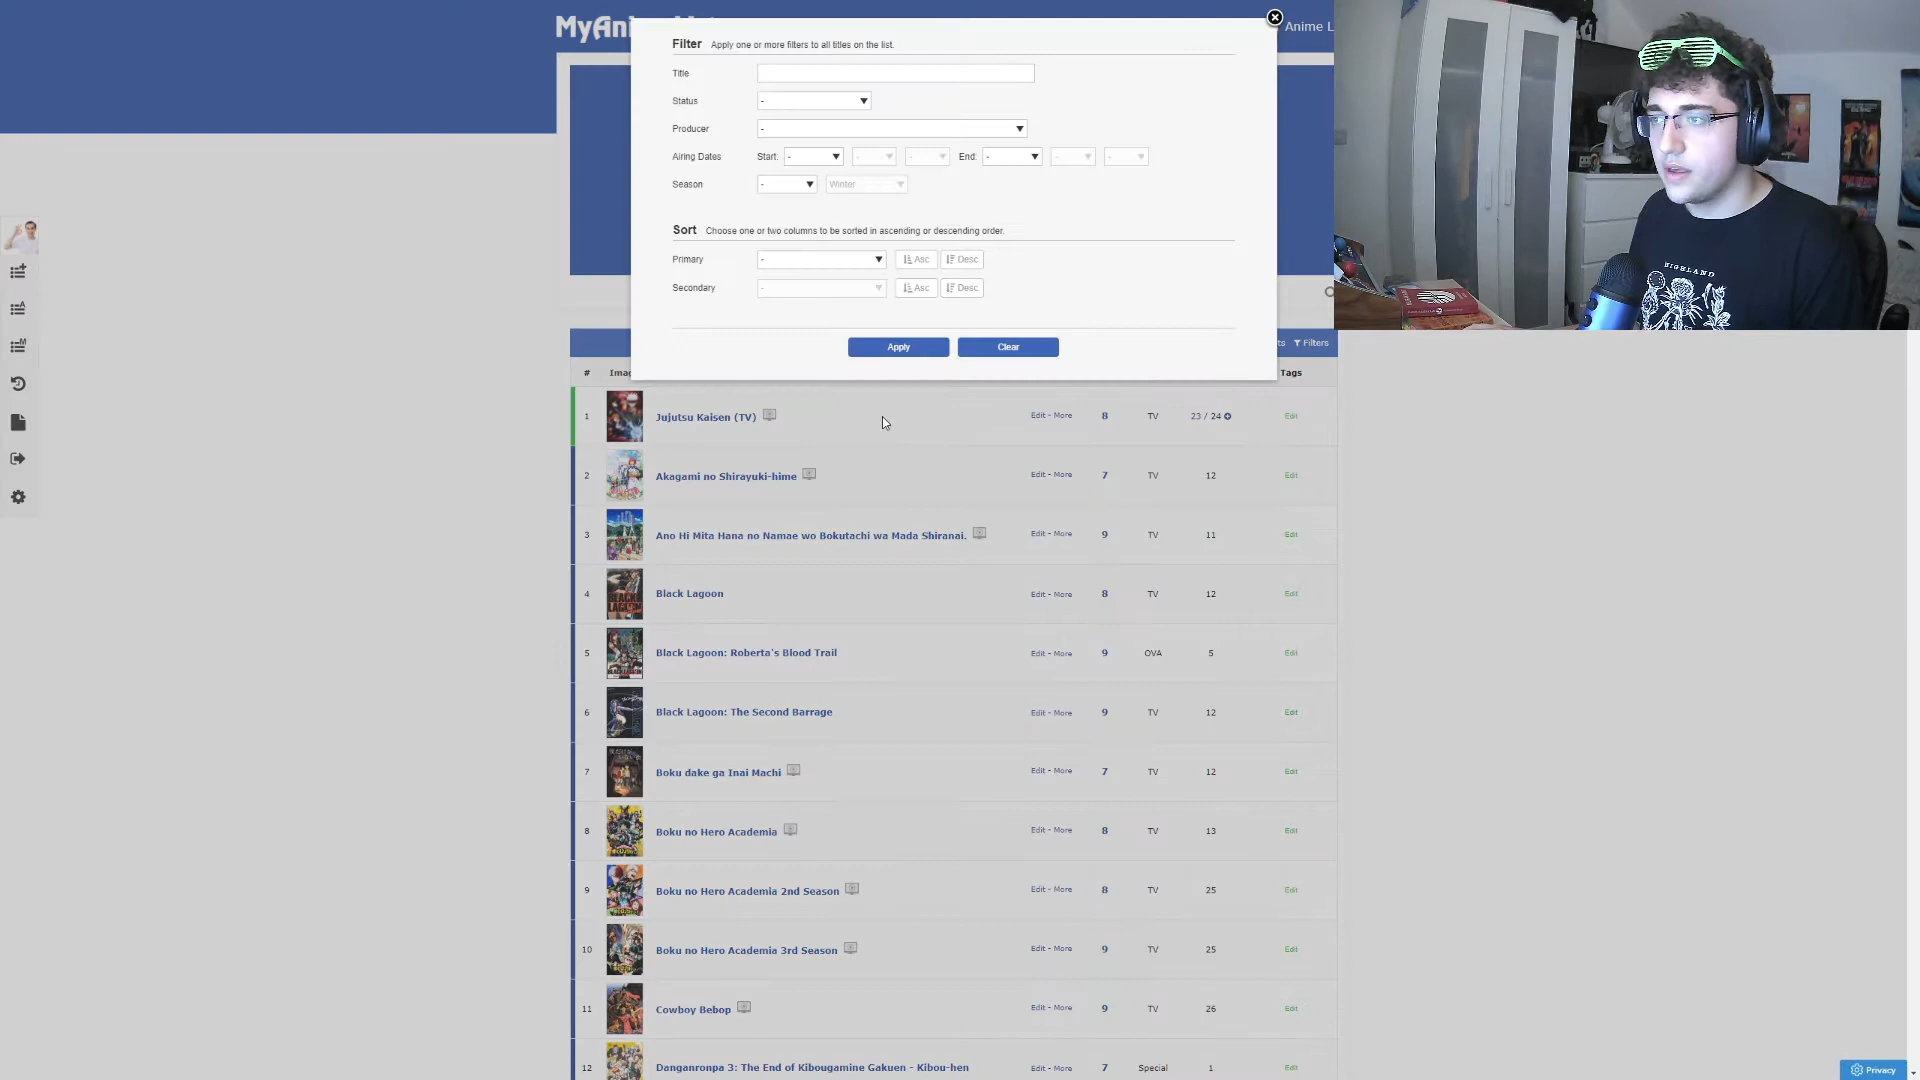 MyAni
Anime L
Filter Apply one or more filters to all titles on the list.
Title
Status -
Producer -
Airing Dates Start: - - - End: - - -
Season - Winter
Sort Choose one or two columns to be sorted in ascending or descending order.
Primary - Asc Desc
Secondary - Asc Desc
Apply Clear
ts Filters
# Imag Tags
1 Jujutsu Kaisen (TV) Edit - More 8 TV 23 / 24 Edit
2 Akagami no Shirayuki-hime Edit - More 7 TV 12 Edit
3 Ano Hi Mita Hana no Namae wo Bokutachi wa Mada Shiranai. Edit - More 9 TV 11 Edit
4 Black Lagoon Edit - More 8 TV 12 Edit
5 Black Lagoon: Roberta's Blood Trail Edit - More 9 OVA 5 Edit
6 Black Lagoon: The Second Barrage Edit - More 9 TV 12 Edit
7 Boku dake ga Inai Machi Edit - More 7 TV 12 Edit
8 Boku no Hero Academia Edit - More 8 TV 13 Edit
9 Boku no Hero Academia 2nd Season Edit - More 8 TV 25 Edit
10 Boku no Hero Academia 3rd Season Edit - More 9 TV 25 Edit
11 Cowboy Bebop Edit - More 9 TV 26 Edit
12 Danganronpa 3: The End of Kibougamine Gakuen - Kibou-hen Edit - More 7 Special 1 Edit
HIGHLAND
Privacy